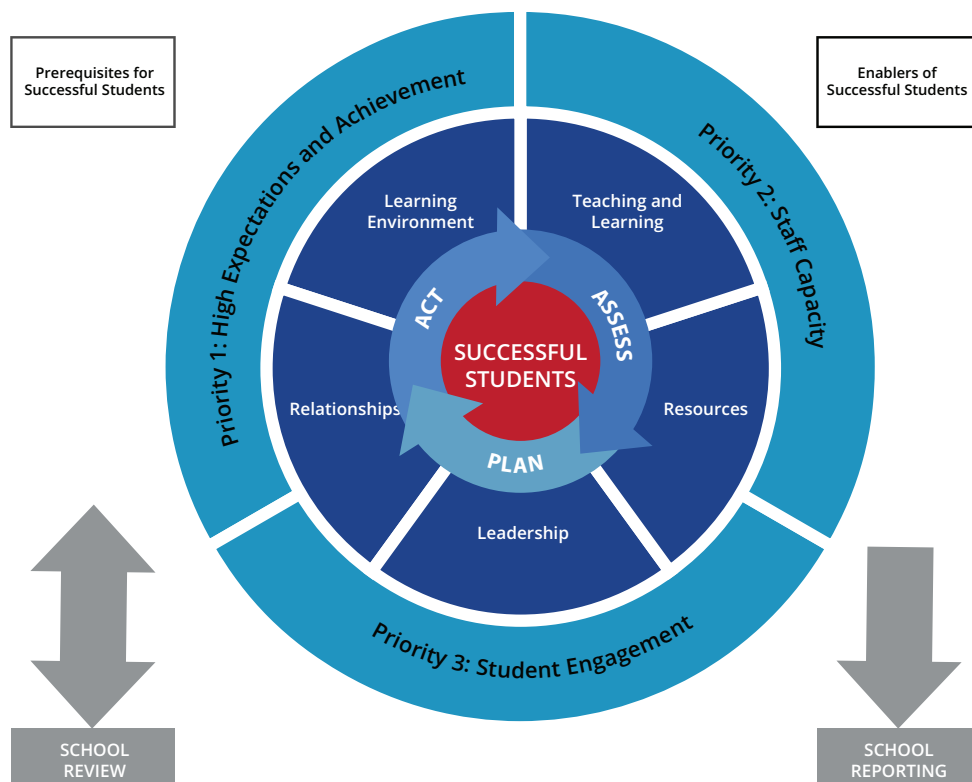 Prerequisites for
Successful Students
Enablers of
Successful Students
Priority 1: High Expectations and Achievement
Priority 2: Staff Capacity
Learning
Environment
Teaching and
Learning
ACT
ASSESS
SUCCESSFUL
STUDENTS
Relationships
Resources
PLAN
Leadership
Priority 3: Student Engagement
SCHOOL
REVIEW
SCHOOL
REPORTING